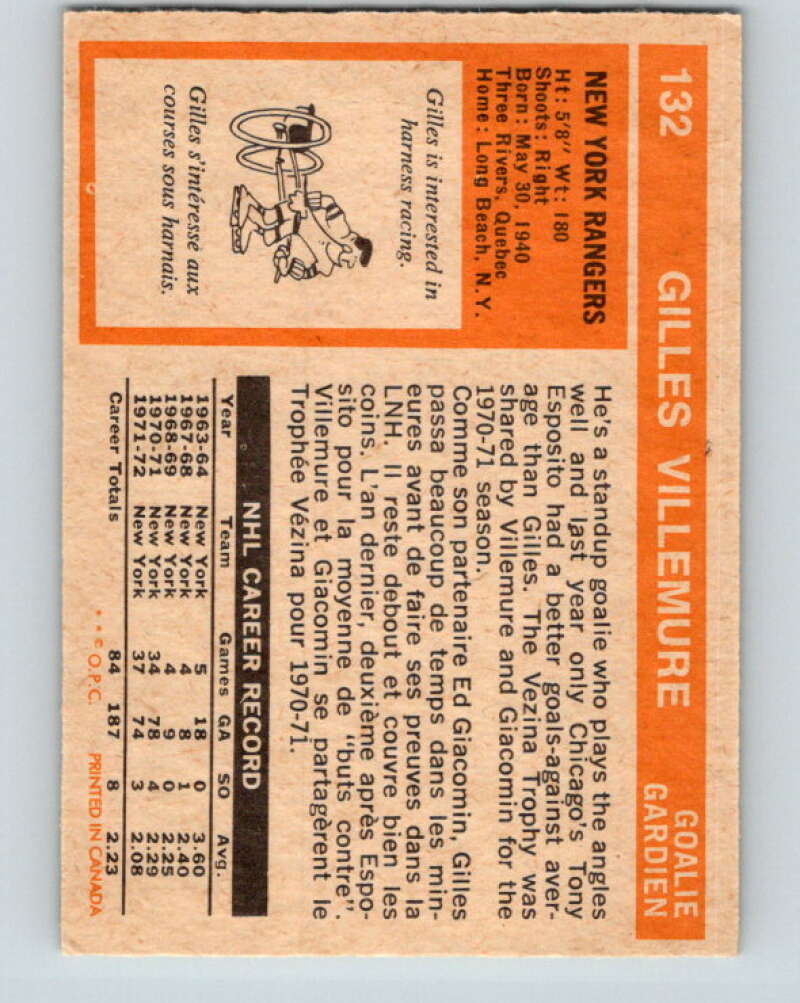 132 GILLES VILLEMURE GOALIE GARDIEN
NEW YORK RANGERS
Ht: 5'8" Wt: 180
Shoots: Right
Born: May 30, 1940
Three Rivers, Quebec
Home: Long Beach, N.Y.
Gilles is interested in
harness racing.
Gilles s'intéresse aux
courses sous harnais.
He's a standup goalie who plays the angles
well and last year only Chicago's Tony
Esposito had a better goals-against aver-
age than Gilles. The Vezina Trophy was
shared by Villemure and Giacomin for the
1970-71 season.
Comme son partenaire Ed Giacomin, Gilles
passa beaucoup de temps dans les min-
eures avant de faire ses preuves dans la
LNH. Il reste debout et couvre bien les
coins. L'an dernier, deuxième après Espo-
sito pour la moyenne de "buts contre".
Villemure et Giacomin se partagèrent le
Trophée Vézina pour 1970-71.
NHL CAREER RECORD
Year Team Games GA SO Avg.
1963-64 New York 5 18 0 3.60
1967-68 New York 4 8 1 2.40
1968-69 New York 4 9 0 2.25
1970-71 New York 34 78 4 2.29
1971-72 New York 37 74 3 2.08
Career Totals 84 187 8 2.23
**© O.P.C. PRINTED IN CANADA